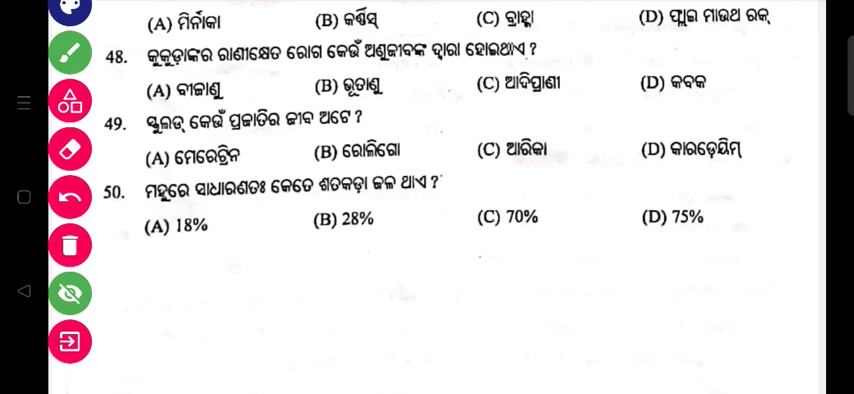 (A) ମିର୍ନାକା (B) କର୍ଣ୍ଣିସ୍ (C) ବ୍ରାହ୍ମା (D) ପ୍ଲାଇ ମାଉଥ ରକ୍
48. କୁକୁଡ଼ାଙ୍କର ରାଣୀକ୍ଷେତ ରୋଗ କେଉଁ ଅଣୁଜୀବଙ୍କ ଦ୍ୱାରା ହୋଇଥାଏ ?
(A) ବୀଜାଣୁ (B) ଭୂତାଣୁ (C) ଆଦିପ୍ରାଣୀ (D) କବକ
49. ସ୍କୁଲଡ୍ କେଉଁ ପ୍ରଜାତିର ଜୀବ ଅଟେ ?
(A) ମେରେଟ୍ରିନ (B) ରୋଲିଗୋ (C) ଆରିକା (D) କାରଡ଼େୟିମ୍
50. ମହୁରେ ସାଧାରଣତଃ କେତେ ଶତକଡ଼ା ଜଳ ଥାଏ ?
(A) 18% (B) 28% (C) 70% (D) 75%